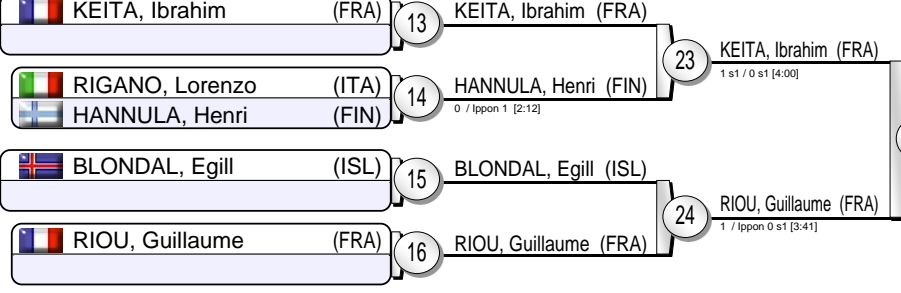 KEITA, Ibrahim (FRA)
13
KEITA, Ibrahim (FRA)
23
KEITA, Ibrahim (FRA)
1 s1 / 0 s1 [4:00]
RIGANO, Lorenzo (ITA)
HANNULA, Henri (FIN)
14
HANNULA, Henri (FIN)
0 / Ippon 1 [2:12]
BLONDAL, Egill (ISL)
15
BLONDAL, Egill (ISL)
24
RIOU, Guillaume (FRA)
1 / Ippon 0 s1 [3:41]
RIOU, Guillaume (FRA)
16
RIOU, Guillaume (FRA)